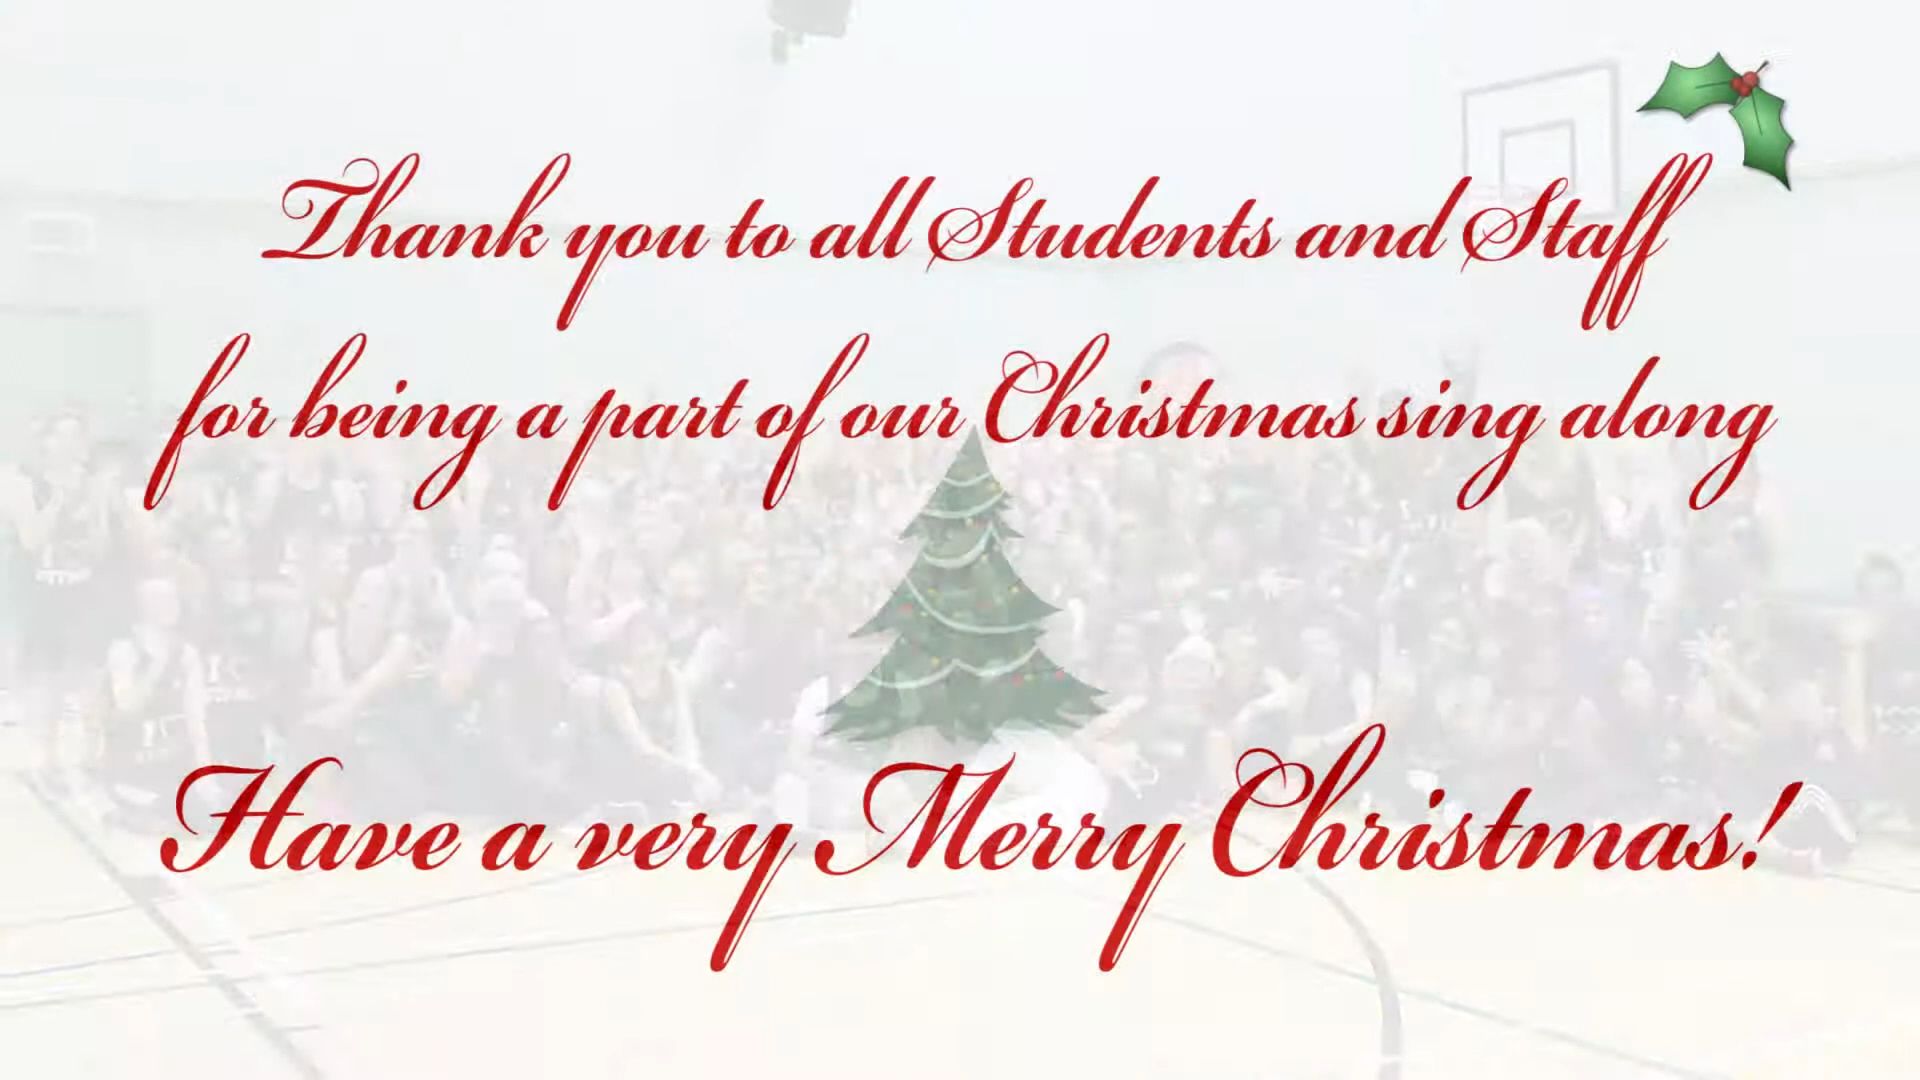 Thank you to all Students and Staff
for being a part of our Christmas sing along
Have a very Merry Christmas!